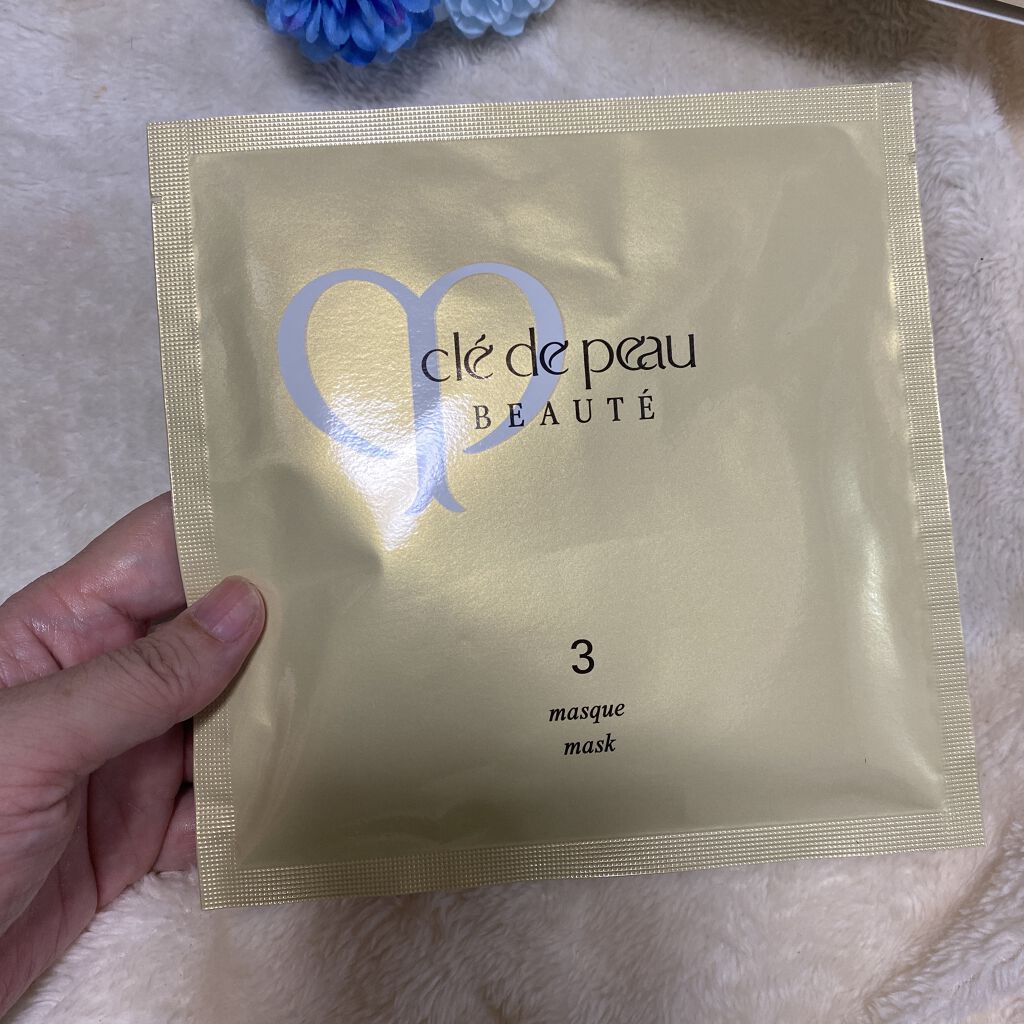 clé de peau
BEAUTÉ
3
masque
mask